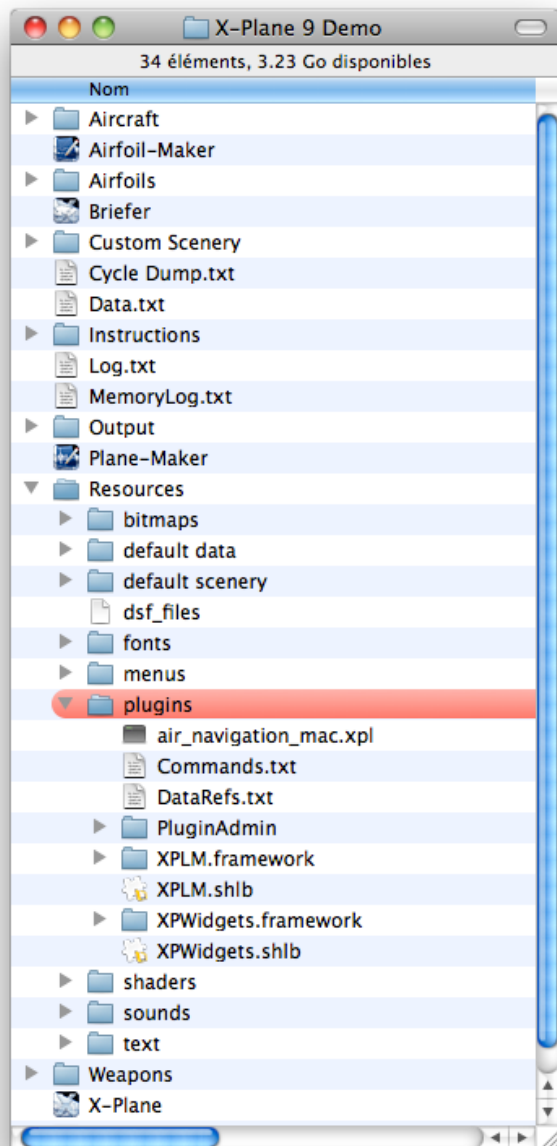 X-Plane 9 Demo
34 éléments, 3.23 Go disponibles
Nom
Aircraft
Airfoil-Maker
Airfoils
Briefer
Custom Scenery
Cycle Dump.txt
Data.txt
Instructions
Log.txt
MemoryLog.txt
Output
Plane-Maker
Resources
bitmaps
default data
default scenery
dsf_files
fonts
menus
plugins
air_navigation_mac.xpl
Commands.txt
DataRefs.txt
PluginAdmin
XPLM.framework
XPLM.shlb
XPWidgets.framework
XPWidgets.shlb
shaders
sounds
text
Weapons
X-Plane